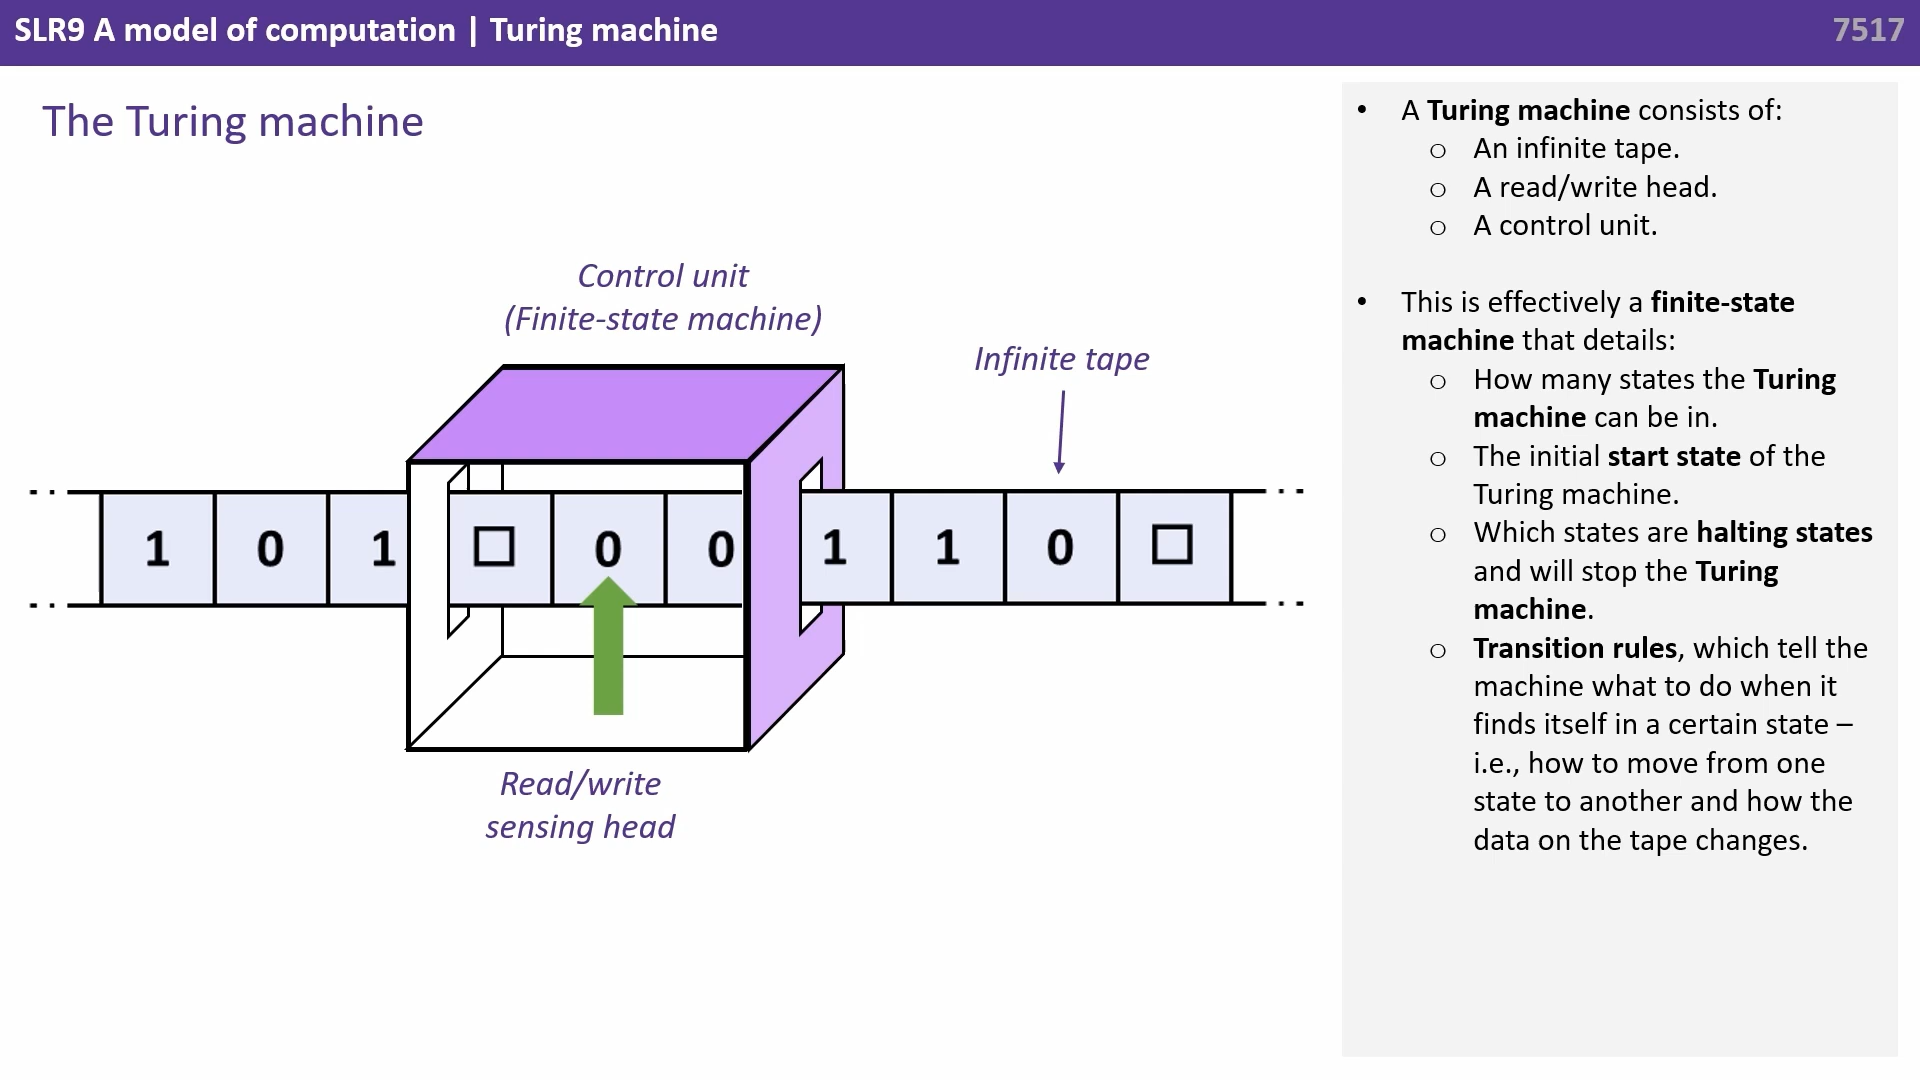 SLR9 A model of computation | Turing machine
7517
The Turing machine
Control unit
(Finite-state machine)
Infinite tape
1 0 1 □ 0 0 1 1 0 □
Read/write
sensing head
• A Turing machine consists of:
o An infinite tape.
o A read/write head.
o A control unit.
• This is effectively a finite-state
machine that details:
o How many states the Turing
machine can be in.
o The initial start state of the
Turing machine.
o Which states are halting states
and will stop the Turing
machine.
o Transition rules, which tell the
machine what to do when it
finds itself in a certain state –
i.e., how to move from one
state to another and how the
data on the tape changes.